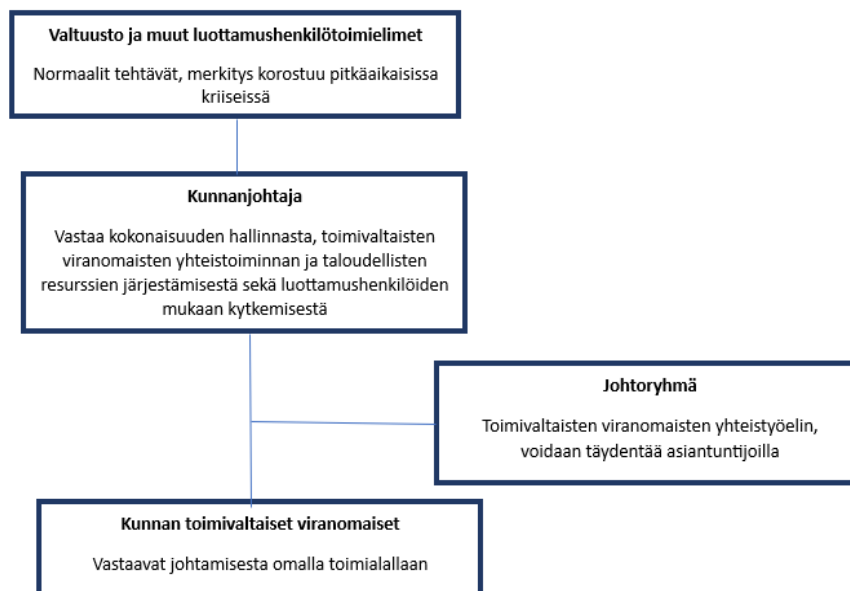 Valtuusto ja muut luottamushenkilötoimielimet
Normaalit tehtävät, merkitys korostuu pitkäaikaisissa
kriiseissä
Kunnanjohtaja
Vastaa kokonaisuuden hallinnasta, toimivaltaisten
viranomaisten yhteistoiminnan ja taloudellisten
resurssien järjestämisestä sekä luottamushenkilöiden
mukaan kytkemisestä
Johtoryhmä
Toimivaltaisten viranomaisten yhteistyöelin,
voidaan täydentää asiantuntijoilla
Kunnan toimivaltaiset viranomaiset
Vastaavat johtamisesta omalla toimialallaan